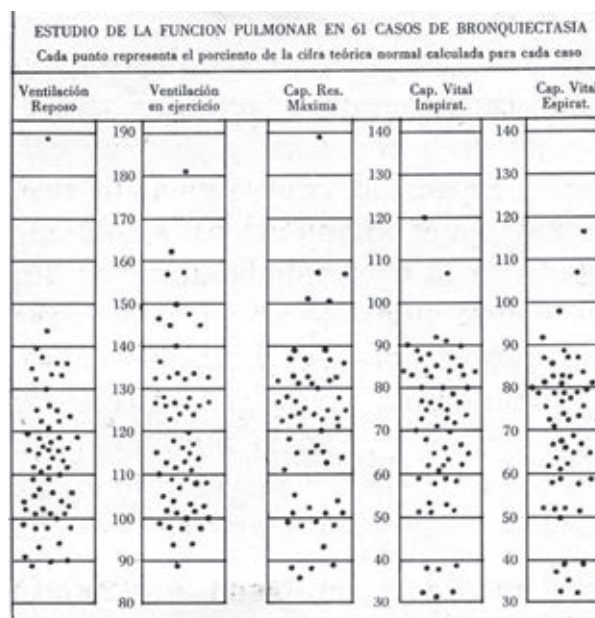 ESTUDIO DE LA FUNCION PULMONAR EN 61 CASOS DE BRONQUIECTASIA
Cada punto representa el porciento de la cifra teórica normal calculada para cada caso
Ventilación Reposo
Ventilación en ejercicio
Cap. Res. Máxima
Cap. Vital Inspirat.
Cap. Vital Espirat.
190 140 140
180 130 130
170 120 120
160 110 110
150 100 100
140 90 90
130 80 80
120 70 70
110 60 60
100 50 50
90 40 40
80 30 30